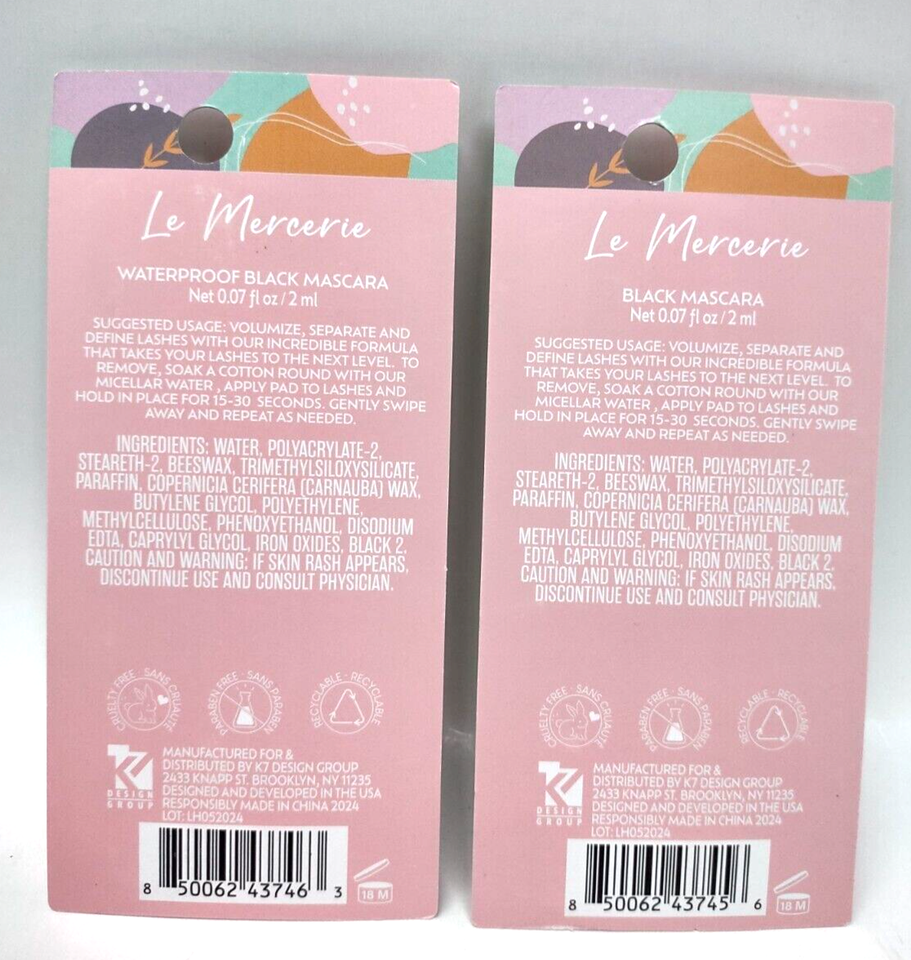 Le Mercerie
WATERPROOF BLACK MASCARA
Net 0.07 fl oz / 2 ml
SUGGESTED USAGE: VOLUMIZE, SEPARATE AND
DEFINE LASHES WITH OUR INCREDIBLE FORMULA
THAT TAKES YOUR LASHES TO THE NEXT LEVEL. TO
REMOVE, SOAK A COTTON ROUND WITH OUR
MICELLAR WATER , APPLY PAD TO LASHES AND
HOLD IN PLACE FOR 15-30 SECONDS. GENTLY SWIPE
AWAY AND REPEAT AS NEEDED.
INGREDIENTS: WATER, POLYACRYLATE-2,
STEARETH-2, BEESWAX, TRIMETHYLSILOXYSILICATE,
PARAFFIN, COPERNICIA CERIFERA (CARNAUBA) WAX,
BUTYLENE GLYCOL, POLYETHYLENE,
METHYLCELLULOSE, PHENOXYETHANOL, DISODIUM
EDTA, CAPRYLYL GLYCOL, IRON OXIDES, BLACK 2.
CAUTION AND WARNING: IF SKIN RASH APPEARS,
DISCONTINUE USE AND CONSULT PHYSICIAN.
CRUELTY FREE - SANS CRUAUTE
PARABEN FREE - SANS PARABEN
RECYCLABLE - RECYCLABLE
K7
DESIGN
GROUP
MANUFACTURED FOR &
DISTRIBUTED BY K7 DESIGN GROUP
2433 KNAPP ST. BROOKLYN, NY 11235
DESIGNED AND DEVELOPED IN THE USA
RESPONSIBLY MADE IN CHINA 2024
LOT: LH052024
8 50062 43746 3
18 M
Le Mercerie
BLACK MASCARA
Net 0.07 fl oz / 2 ml
SUGGESTED USAGE: VOLUMIZE, SEPARATE AND
DEFINE LASHES WITH OUR INCREDIBLE FORMULA
THAT TAKES YOUR LASHES TO THE NEXT LEVEL. TO
REMOVE, SOAK A COTTON ROUND WITH OUR
MICELLAR WATER , APPLY PAD TO LASHES AND
HOLD IN PLACE FOR 15-30 SECONDS. GENTLY SWIPE
AWAY AND REPEAT AS NEEDED.
INGREDIENTS: WATER, POLYACRYLATE-2,
STEARETH-2, BEESWAX, TRIMETHYLSILOXYSILICATE,
PARAFFIN, COPERNICIA CERIFERA (CARNAUBA) WAX,
BUTYLENE GLYCOL, POLYETHYLENE,
METHYLCELLULOSE, PHENOXYETHANOL, DISODIUM
EDTA, CAPRYLYL GLYCOL, IRON OXIDES, BLACK 2.
CAUTION AND WARNING: IF SKIN RASH APPEARS,
DISCONTINUE USE AND CONSULT PHYSICIAN.
CRUELTY FREE - SANS CRUAUTE
PARABEN FREE - SANS PARABEN
RECYCLABLE - RECYCLABLE
K7
DESIGN
GROUP
MANUFACTURED FOR &
DISTRIBUTED BY K7 DESIGN GROUP
2433 KNAPP ST. BROOKLYN, NY 11235
DESIGNED AND DEVELOPED IN THE USA
RESPONSIBLY MADE IN CHINA 2024
LOT: LH052024
8 50062 43745 6
18 M